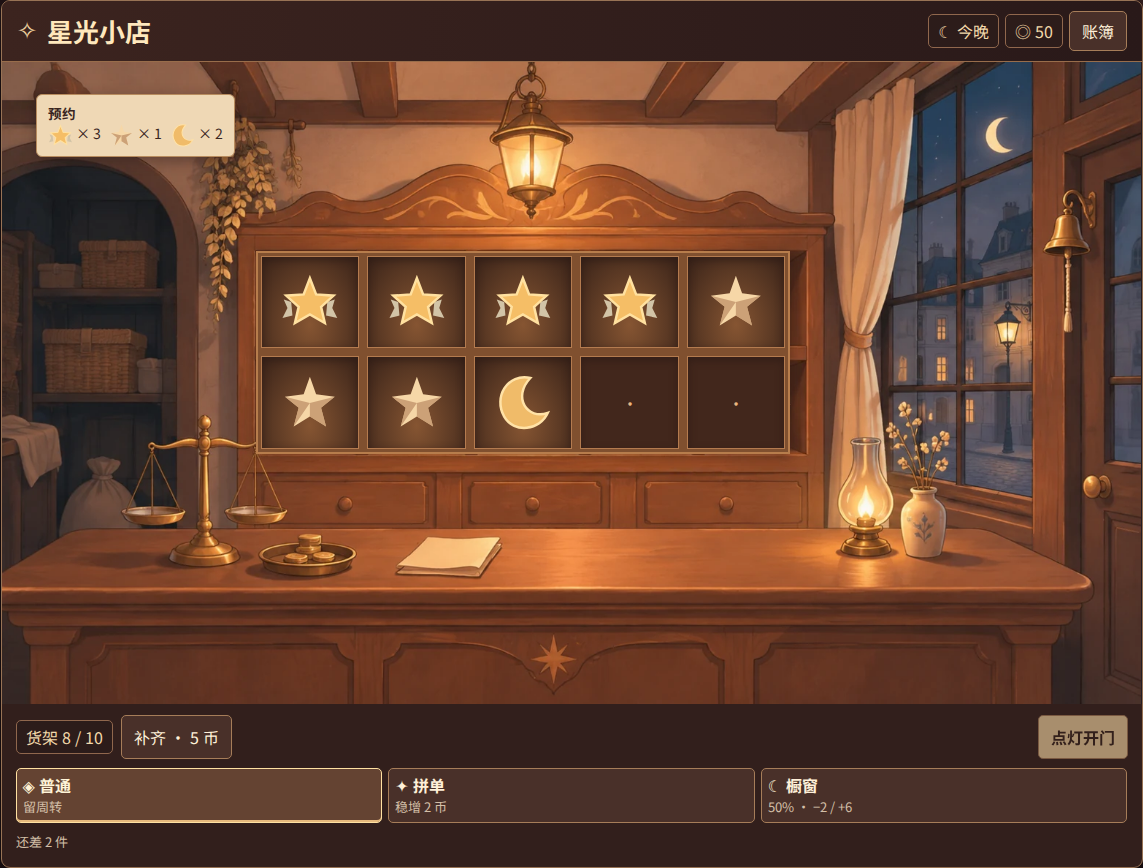 星光小店
今晚
50
账簿
预约
× 3 × 1 × 2
货架 8 / 10
补齐 · 5 币
点灯开门
普通
留周转
拼单
稳增 2 币
橱窗
50% · −2 / +6
还差 2 件